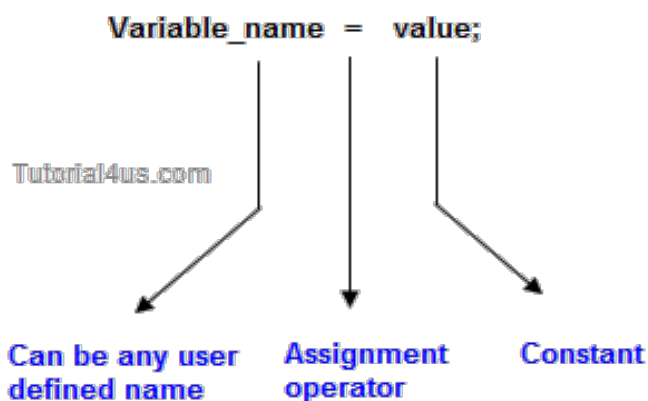 Variable_name = value;
Tutorial4us.com
Can be any user
defined name
Assignment
operator
Constant